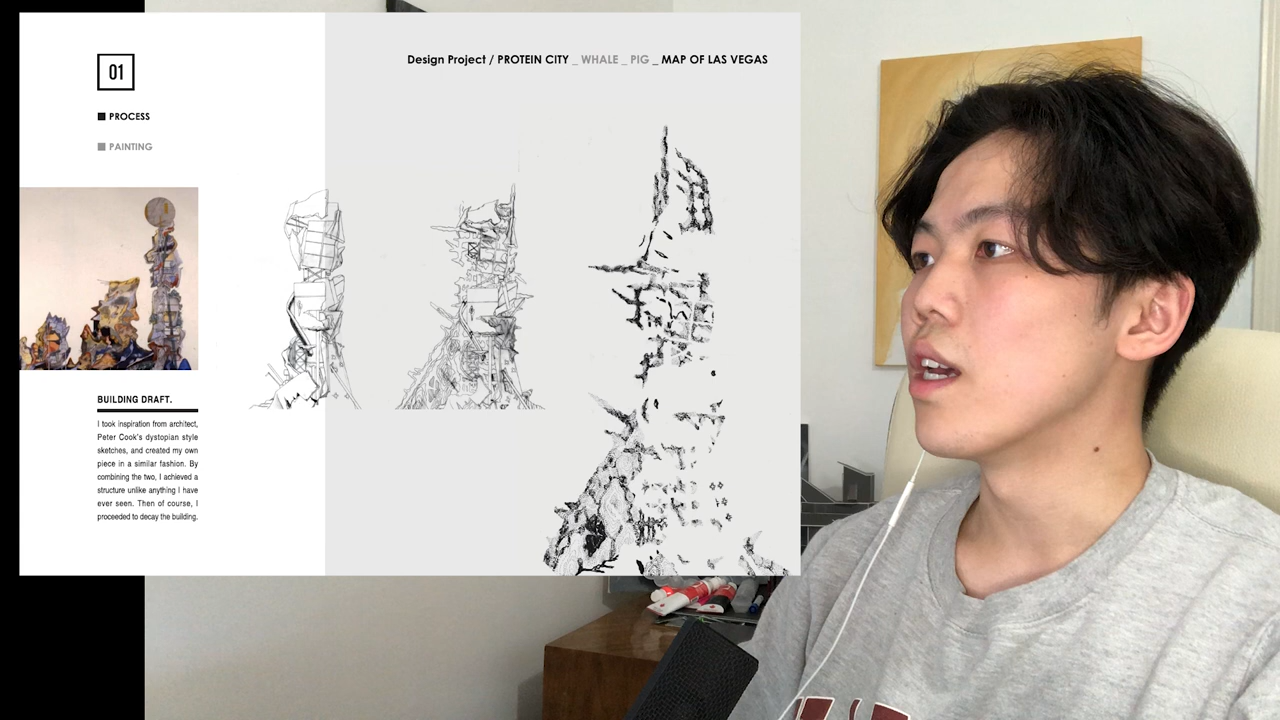 01
Design Project / PROTEIN CITY _ WHALE _ PIG _ MAP OF LAS VEGAS
PROCESS
PAINTING
BUILDING DRAFT.
I took inspiration from architect,
Peter Cook's dystopian style
sketches, and created my own
piece in a similar fashion. By
combining the two, I achieved a
structure unlike anything I have
ever seen. Then of course, I
proceeded to decay the building.